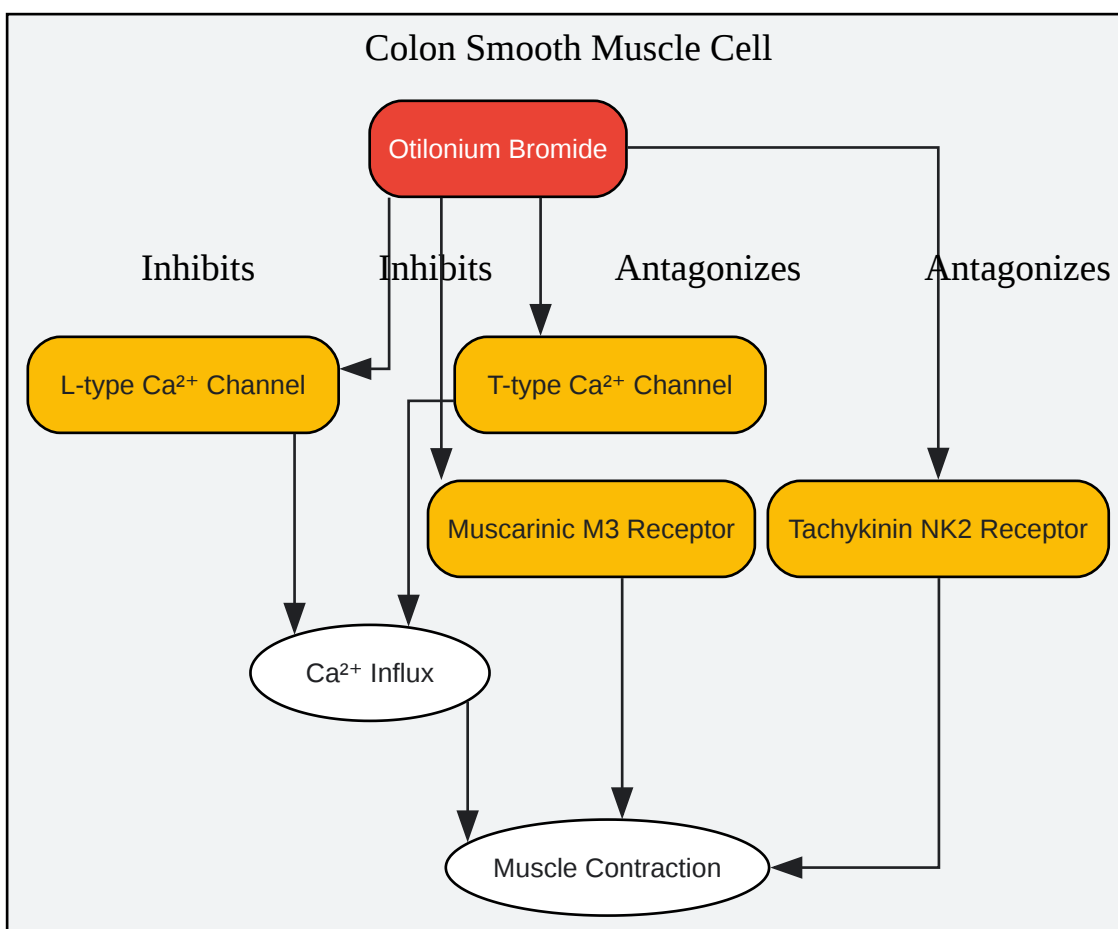 Colon Smooth Muscle Cell
Otilonium Bromide
Inhibits
Inhibits
Antagonizes
Antagonizes
L-type Ca²⁺ Channel
T-type Ca²⁺ Channel
Muscarinic M3 Receptor
Tachykinin NK2 Receptor
Ca²⁺ Influx
Muscle Contraction